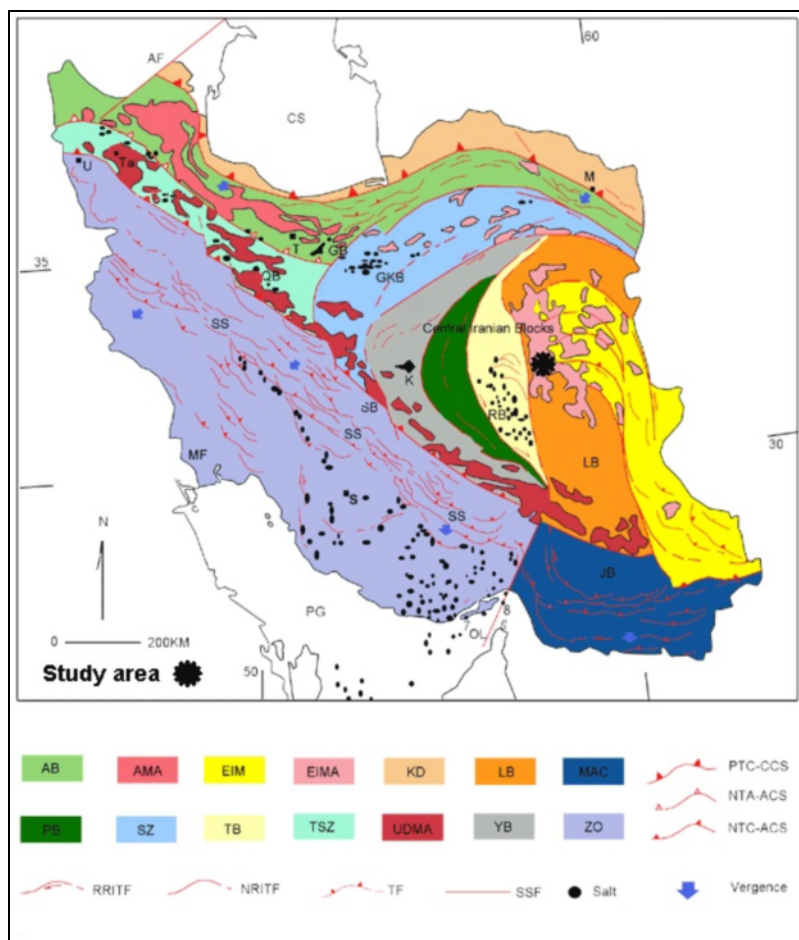 60
AF
CS
M
U
Ta
T
GB
35
QB
GKB
SS
Central Iranian Blocks
K
SB
RB
SS
30
MF
LB
S
SS
N
JB
PG
8
7
OL
0 200KM
50
Study area
AB AMA EIM EIMA KD LB MAC PTC-CCS
NTA-ACS
PB SZ TB TSZ UDMA YB ZO NTC-ACS
RRITF NRITF TF SSF Salt Vergence